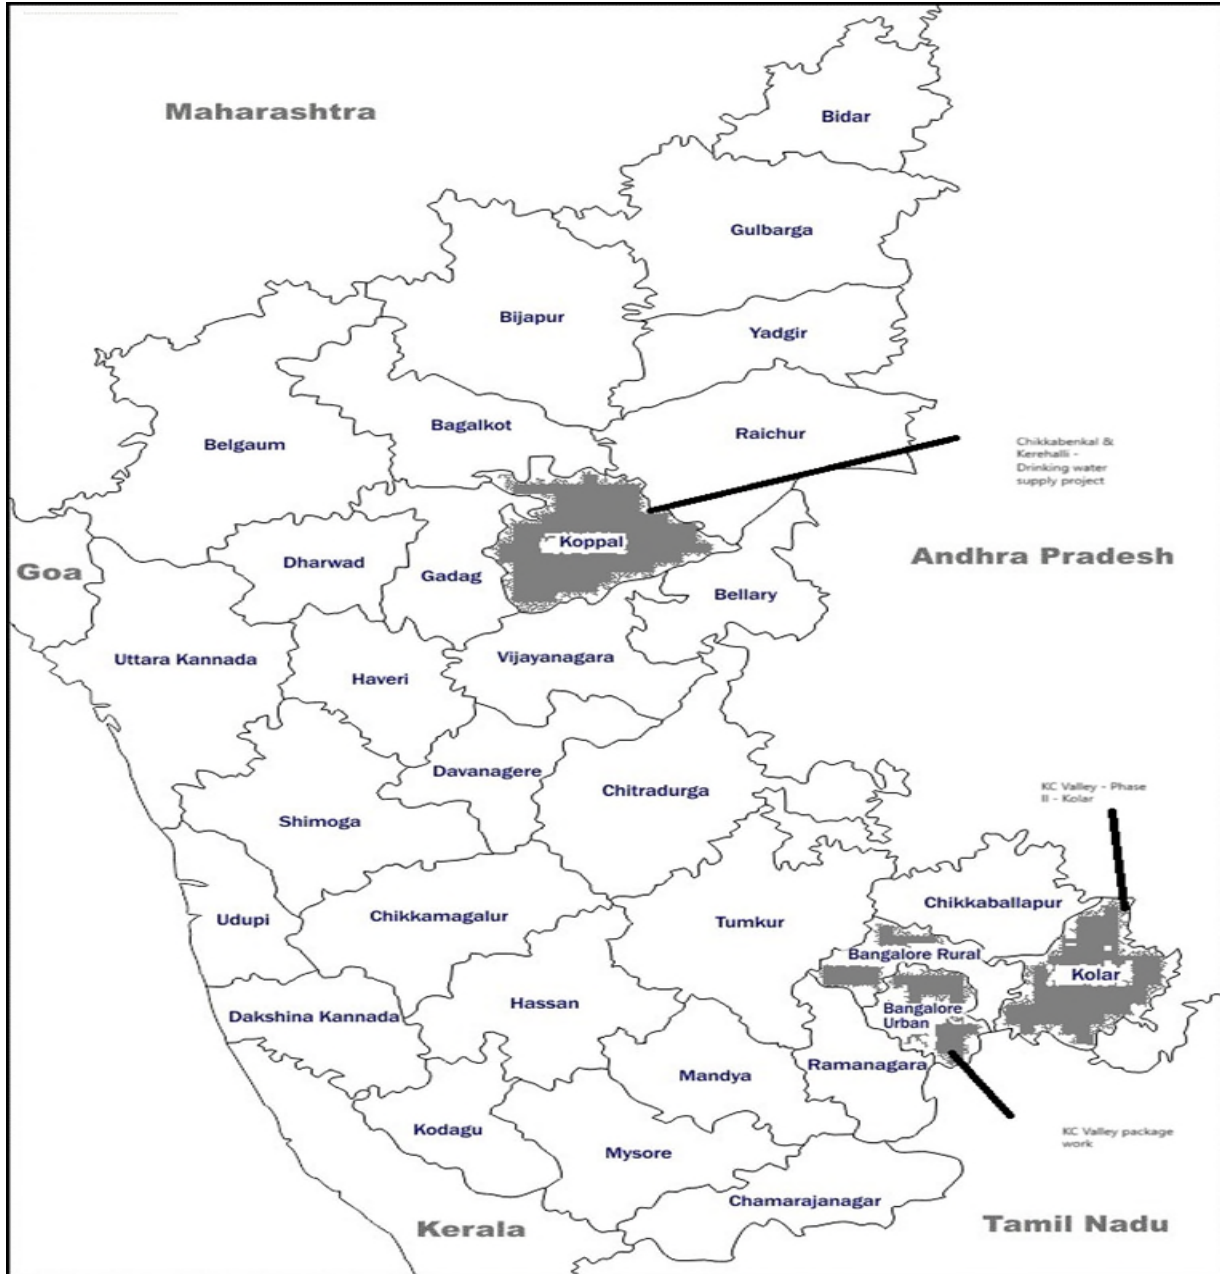 Maharashtra
Bidar
Gulbarga
Bijapur
Yadgir
Bagalkot
Raichur
Belgaum
Chikkabenkal &
Kerehalli -
Drinking water
supply project
Koppal
Andhra Pradesh
Dharwad
Goa
Gadag
Bellary
Uttara Kannada
Vijayanagara
Haveri
Davanagere
Chitradurga
KC Valley - Phase
II - Kolar
Shimoga
Chikkaballapur
Udupi
Chikkamagalur
Tumkur
Bangalore Rural
Kolar
Hassan
Bangalore
Urban
Dakshina Kannada
Ramanagara
Mandya
Kodagu
KC Valley package
work
Mysore
Chamarajanagar
Kerala
Tamil Nadu